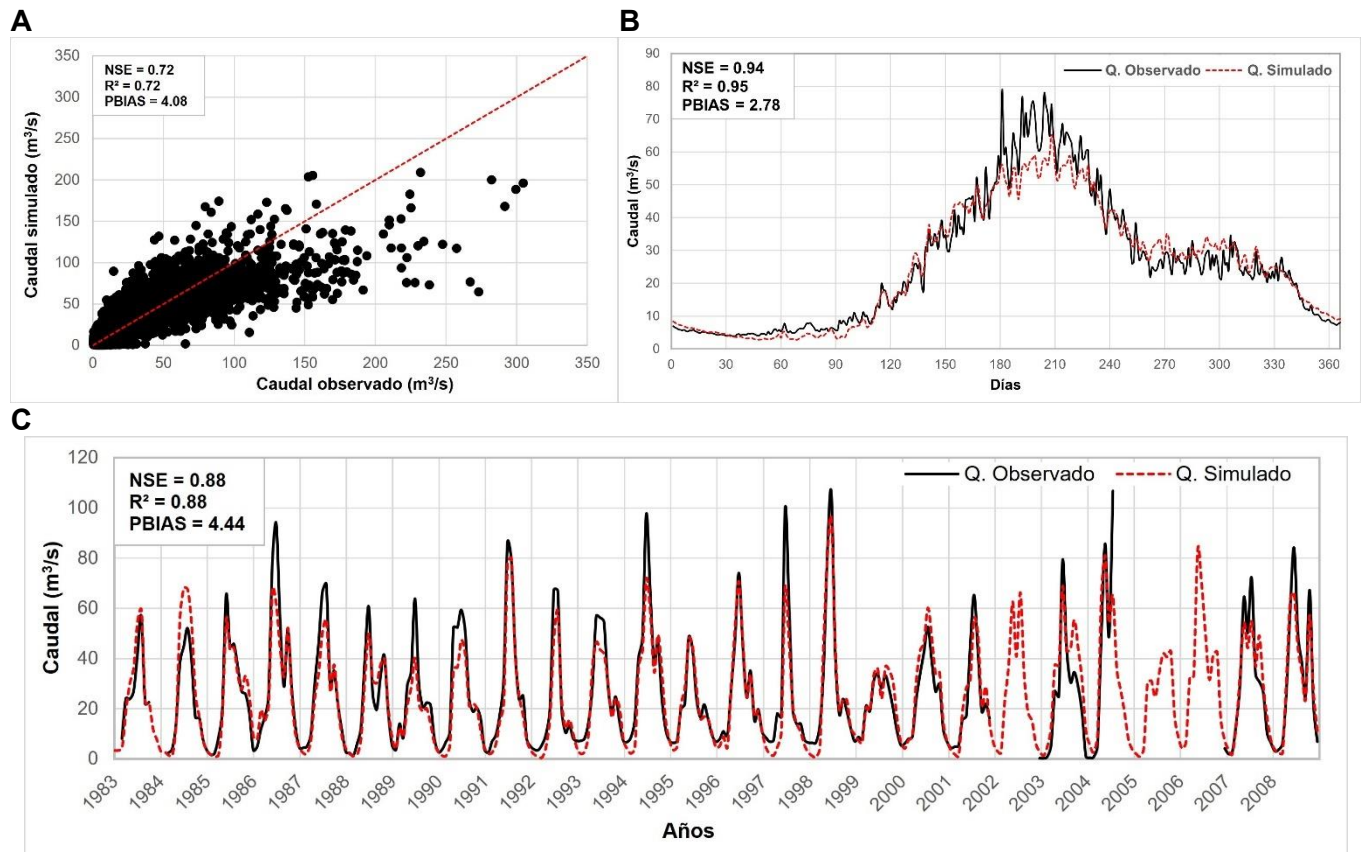 A
350
300
250
200
150
100
50
0
NSE = 0.72
R² = 0.72
PBIAS = 4.08
Caudal simulado (m³/s)
0 50 100 150 200 250 300 350
Caudal observado (m³/s)
B
90
80
70
60
50
40
30
20
10
0
NSE = 0.94
R² = 0.95
PBIAS = 2.78
Q. Observado Q. Simulado
Caudal (m³/s)
0 30 60 90 120 150 180 210 240 270 300 330 360
Días
C
120
100
80
60
40
20
0
NSE = 0.88
R² = 0.88
PBIAS = 4.44
Q. Observado Q. Simulado
Caudal (m³/s)
1983 1984 1985 1986 1987 1988 1989 1990 1991 1992 1993 1994 1995 1996 1997 1998 1999 2000 2001 2002 2003 2004 2005 2006 2007 2008
Años